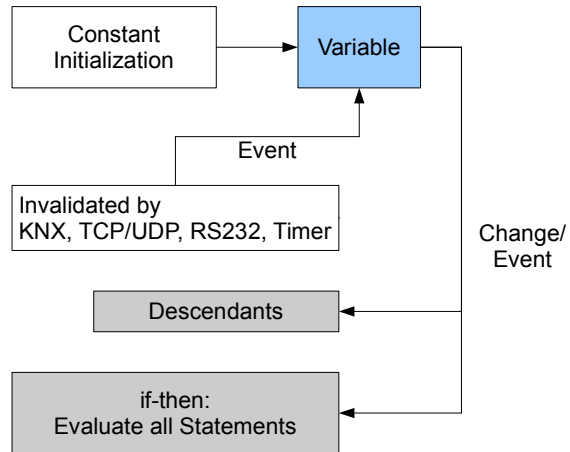 Constant
Initialization
Variable
Event
Invalidated by
KNX, TCP/UDP, RS232, Timer
Change/
Event
Descendants
if-then:
Evaluate all Statements